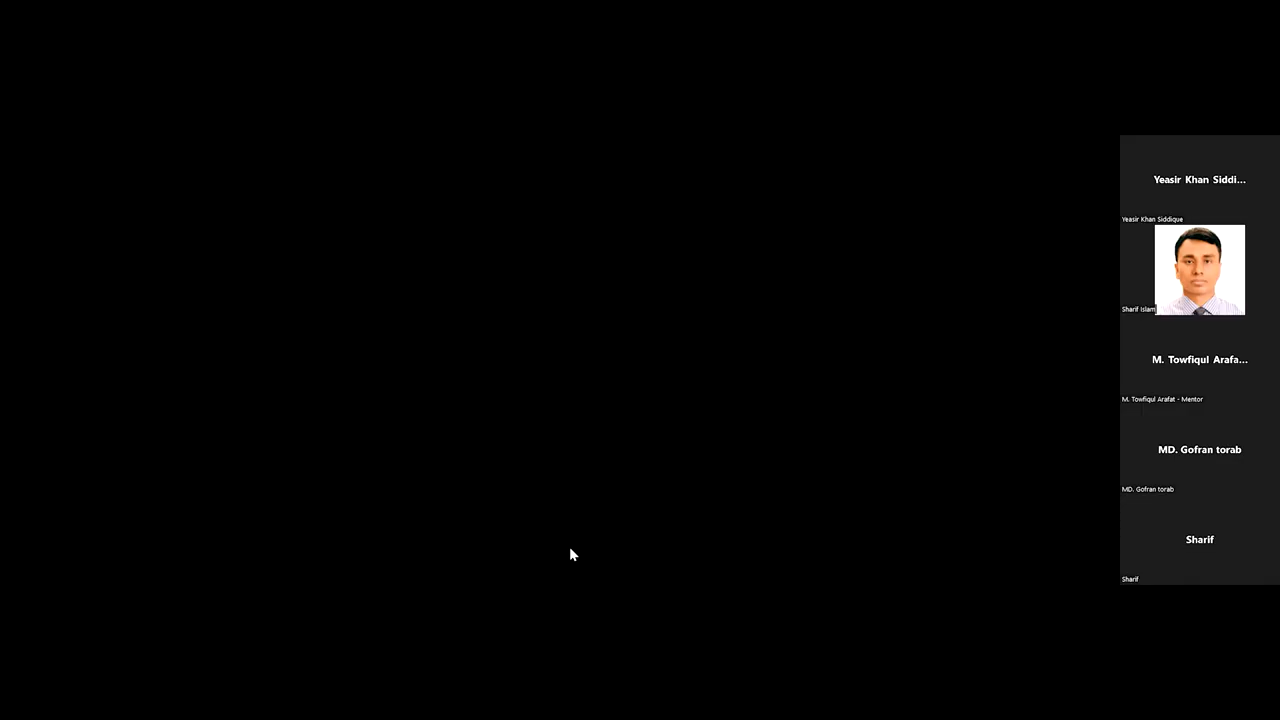 Yeasir Khan Siddi...
Yeasir Khan Siddique
Sharif Islam
M. Towfiqul Arafa...
M. Towfiqul Arafat - Mentor
MD. Gofran torab
MD. Gofran torab
Sharif
Sharif